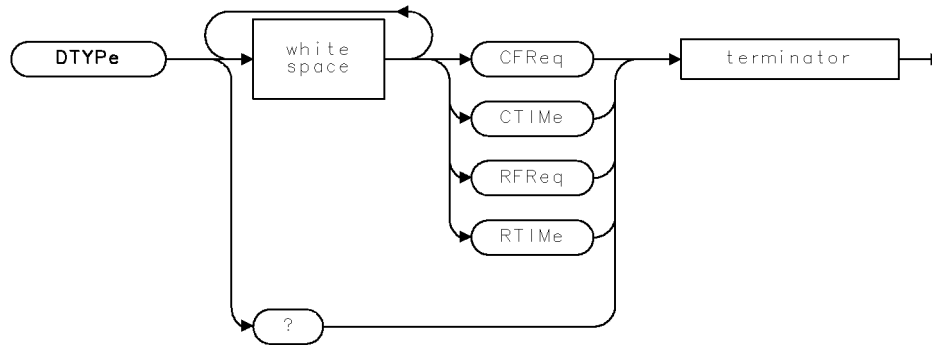 DTYPe
white
space
CFReq
terminator
CTIMe
RFReq
RTIMe
?